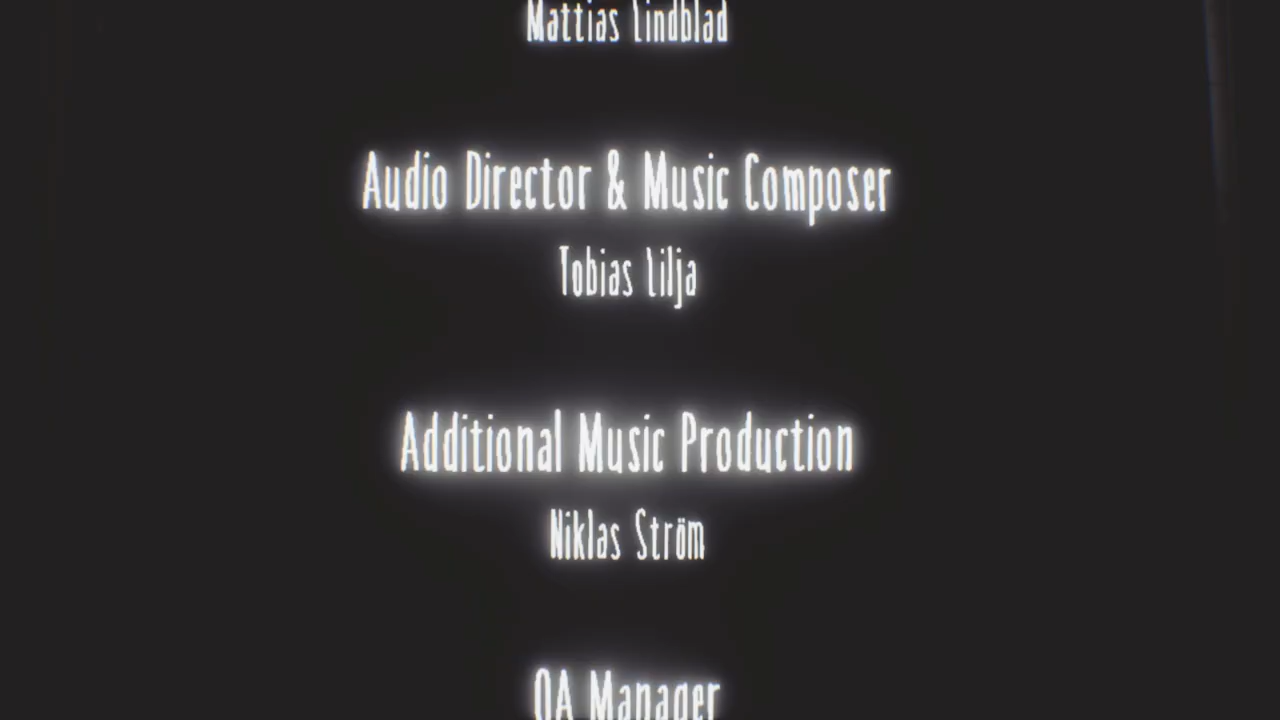 Mattias Lindblad
Audio Director & Music Composer
Tobias Lilja
Additional Music Production
Niklas Ström
QA Manager